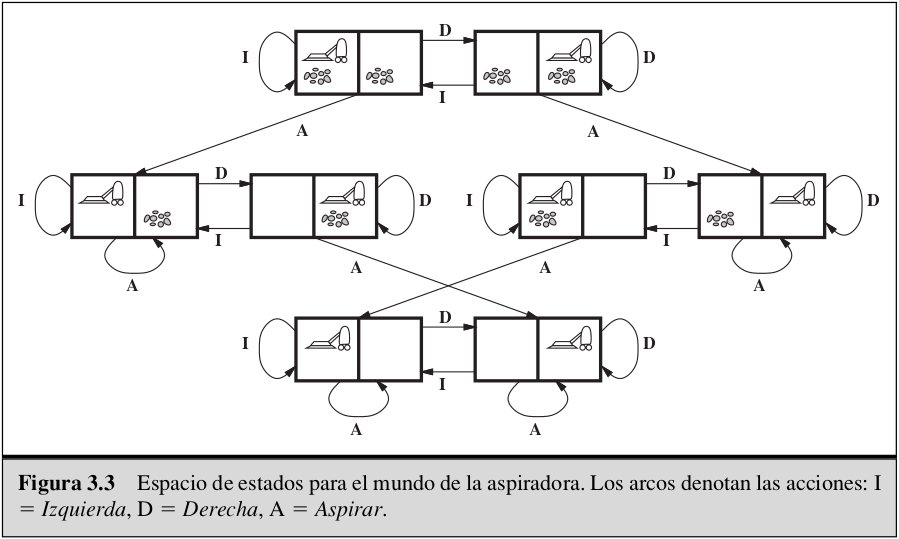 D
I
D
I
A
A
D
D
I
D
I
D
I
I
A
A
A
A
D
I
D
I
A
A
Figura 3.3 Espacio de estados para el mundo de la aspiradora. Los arcos denotan las acciones: I
= Izquierda, D = Derecha, A = Aspirar.